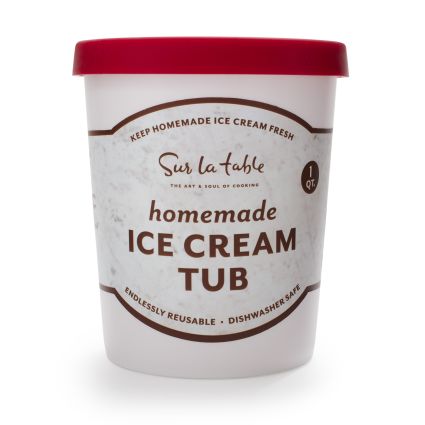 KEEP HOMEMADE ICE CREAM FRESH
Sur la table
THE ART & SOUL OF COOKING
1
QT.
homemade
ICE CREAM
TUB
ENDLESSLY REUSABLE · DISHWASHER SAFE